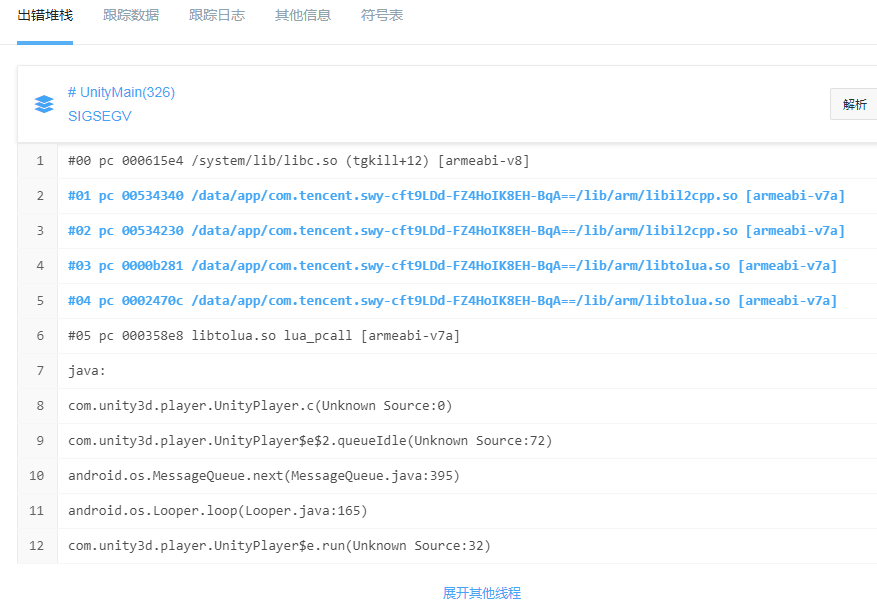 出错堆栈 跟踪数据 跟踪日志 其他信息 符号表
# UnityMain(326)
SIGSEGV
解析
1 #00 pc 000615e4 /system/lib/libc.so (tgkill+12) [armeabi-v8]
2 #01 pc 00534340 /data/app/com.tencent.swy-cft9LDd-FZ4HoIK8EH-BqA==/lib/arm/libil2cpp.so [armeabi-v7a]
3 #02 pc 00534230 /data/app/com.tencent.swy-cft9LDd-FZ4HoIK8EH-BqA==/lib/arm/libil2cpp.so [armeabi-v7a]
4 #03 pc 0000b281 /data/app/com.tencent.swy-cft9LDd-FZ4HoIK8EH-BqA==/lib/arm/libtolua.so [armeabi-v7a]
5 #04 pc 0002470c /data/app/com.tencent.swy-cft9LDd-FZ4HoIK8EH-BqA==/lib/arm/libtolua.so [armeabi-v7a]
6 #05 pc 000358e8 libtolua.so lua_pcall [armeabi-v7a]
7 java:
8 com.unity3d.player.UnityPlayer.c(Unknown Source:0)
9 com.unity3d.player.UnityPlayer$e$2.queueIdle(Unknown Source:72)
10 android.os.MessageQueue.next(MessageQueue.java:395)
11 android.os.Looper.loop(Looper.java:165)
12 com.unity3d.player.UnityPlayer$e.run(Unknown Source:32)
展开其他线程